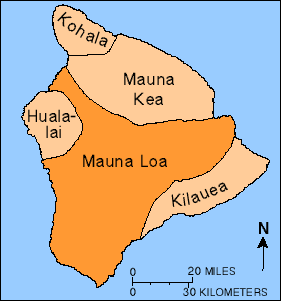 Kohala
Mauna
Kea
Huala-
lai
Mauna Loa
Kilauea
N
0 20 MILES
0 30 KILOMETERS